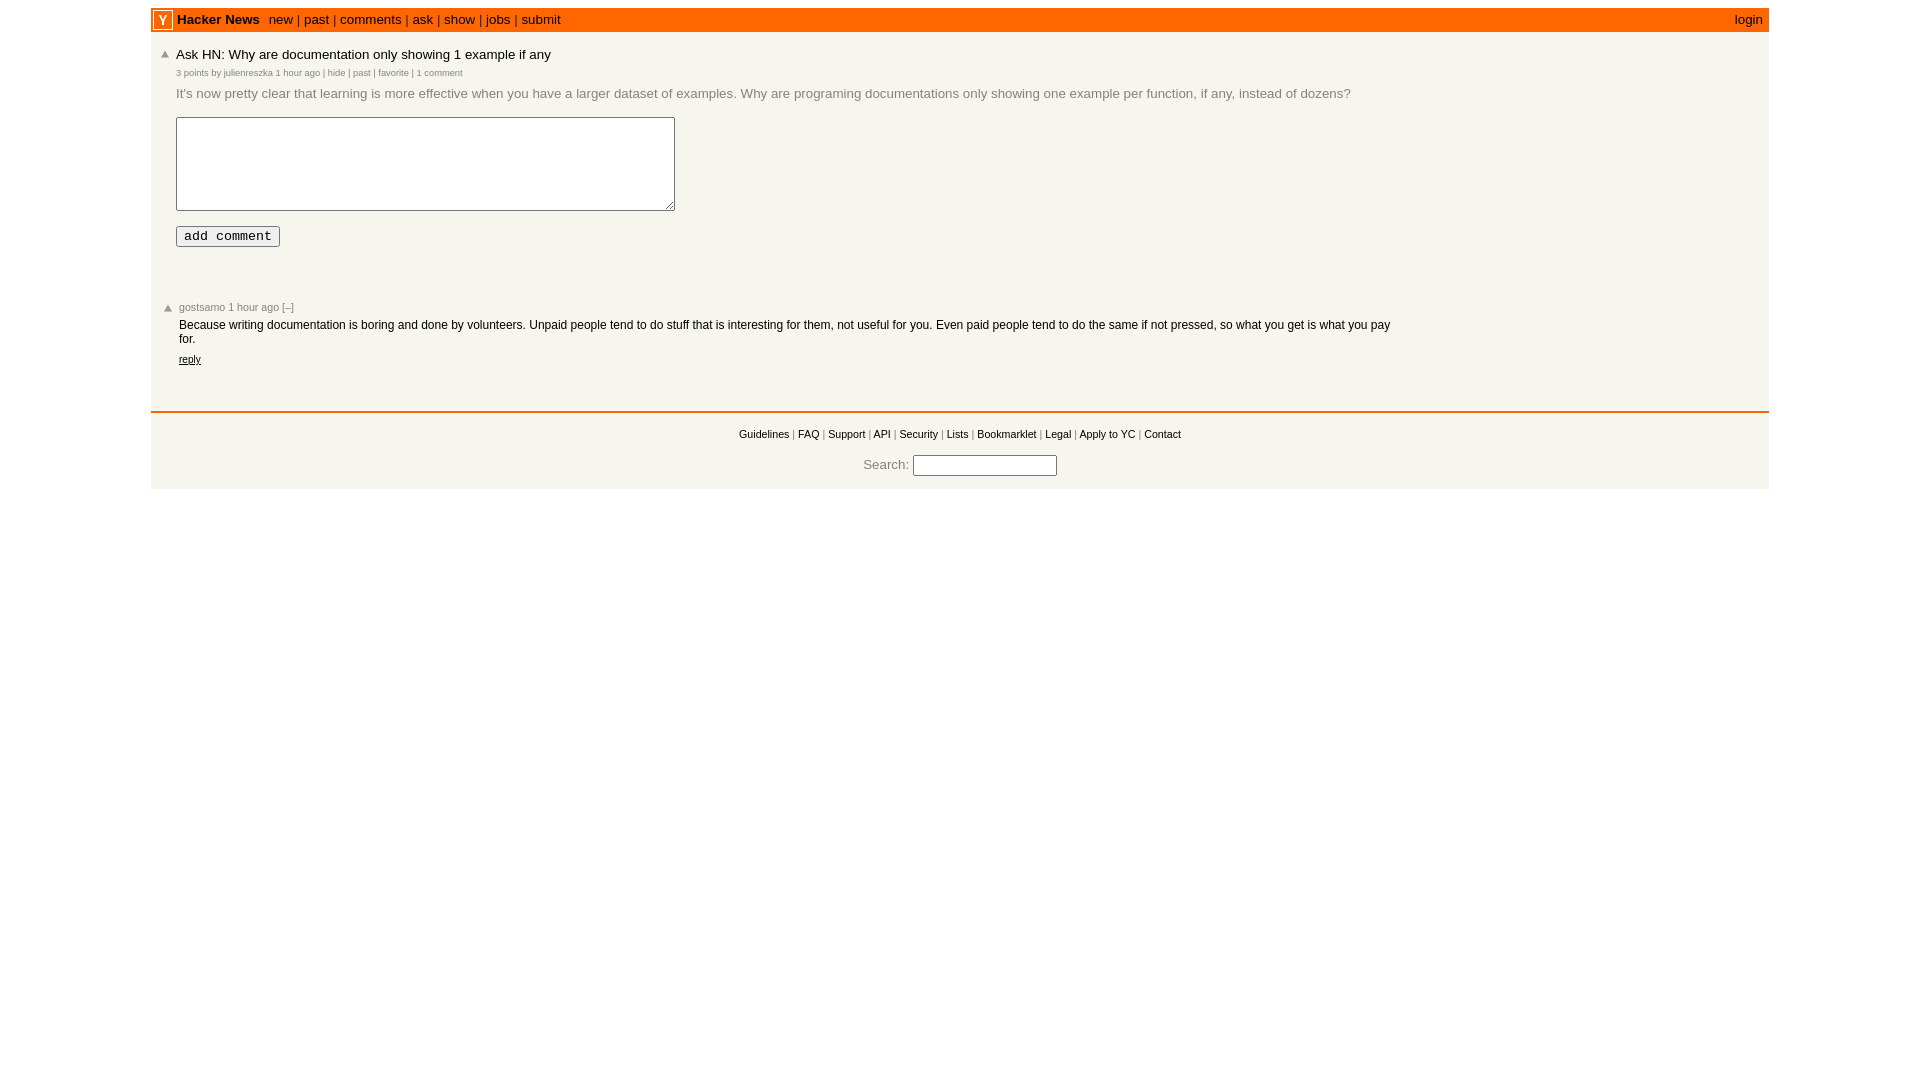 Y Hacker News new | past | comments | ask | show | jobs | submit login
Ask HN: Why are documentation only showing 1 example if any
3 points by julienreszka 1 hour ago | hide | past | favorite | 1 comment
It's now pretty clear that learning is more effective when you have a larger dataset of examples. Why are programing documentations only showing one example per function, if any, instead of dozens?
add comment
gostsamo 1 hour ago [–]
Because writing documentation is boring and done by volunteers. Unpaid people tend to do stuff that is interesting for them, not useful for you. Even paid people tend to do the same if not pressed, so what you get is what you pay
for.
reply
Guidelines | FAQ | Support | API | Security | Lists | Bookmarklet | Legal | Apply to YC | Contact
Search: